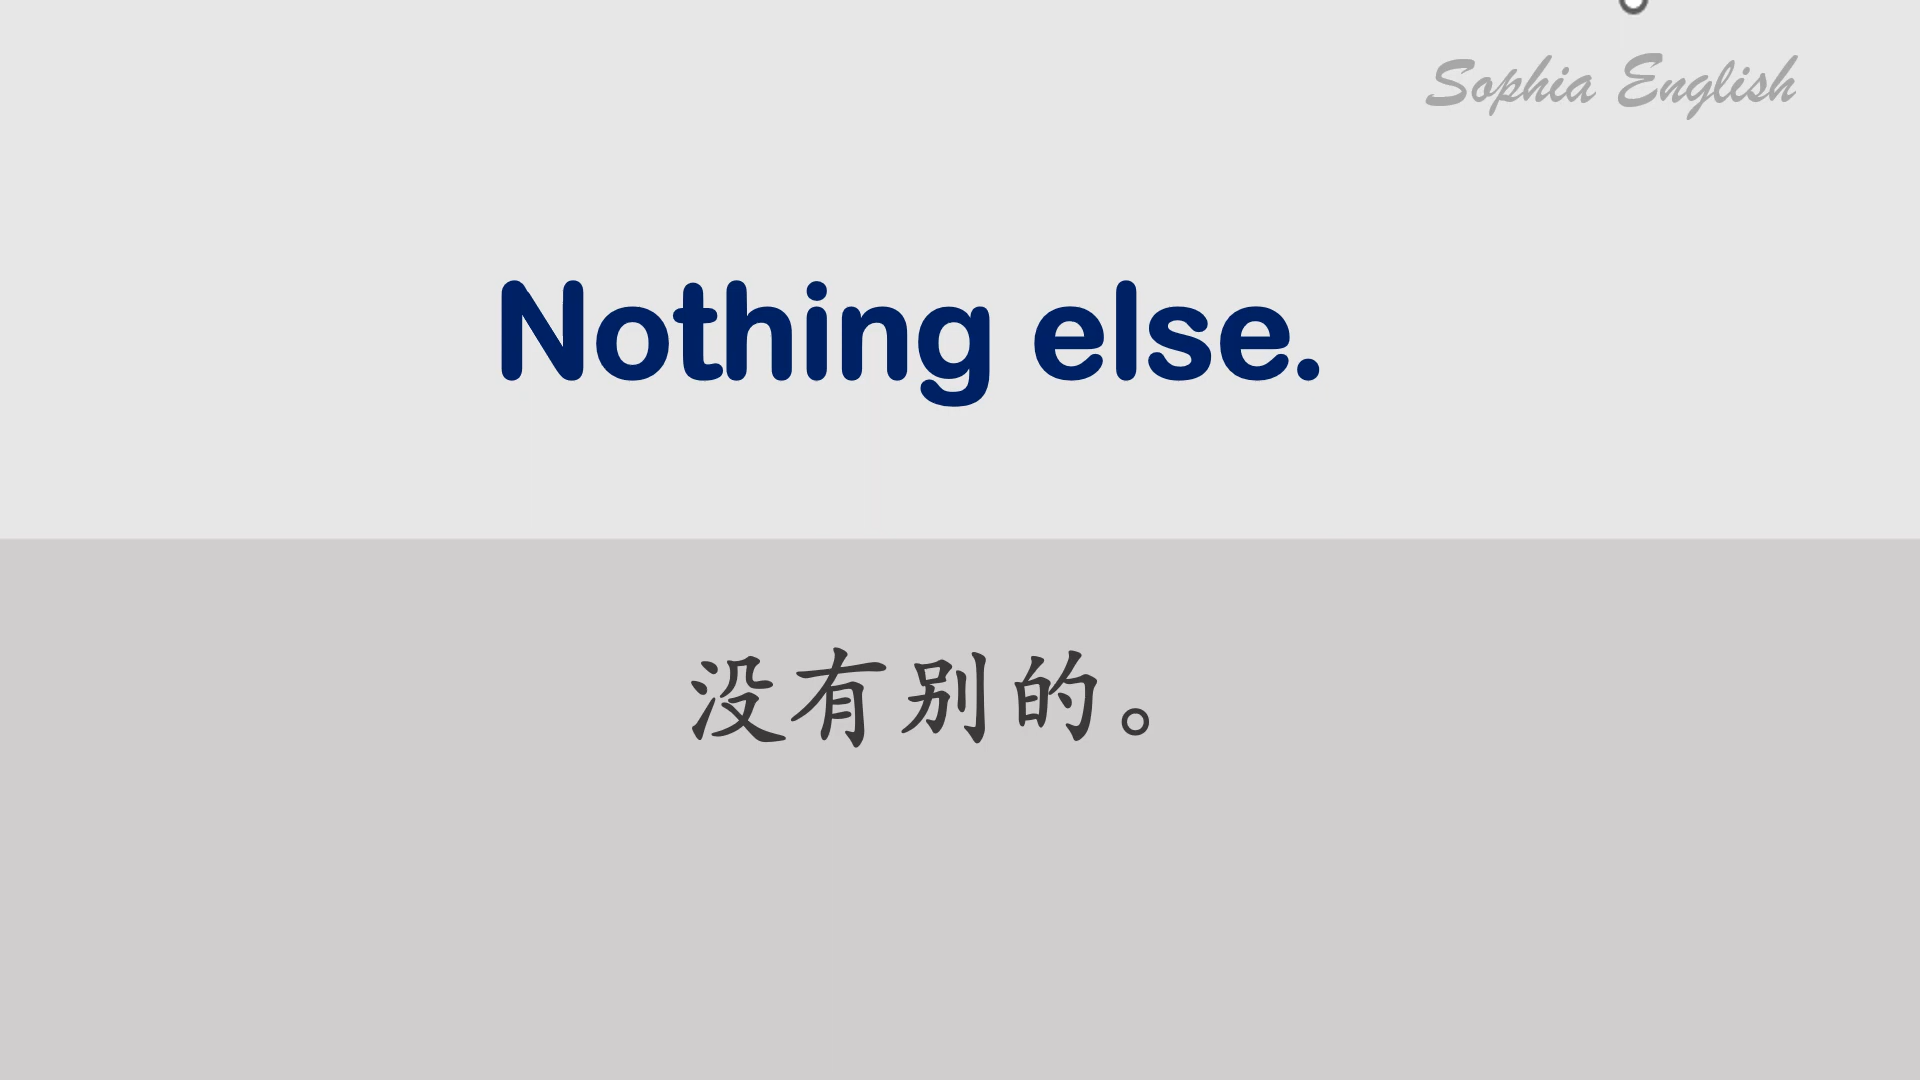 Sophia English
Nothing else.
没有别的。